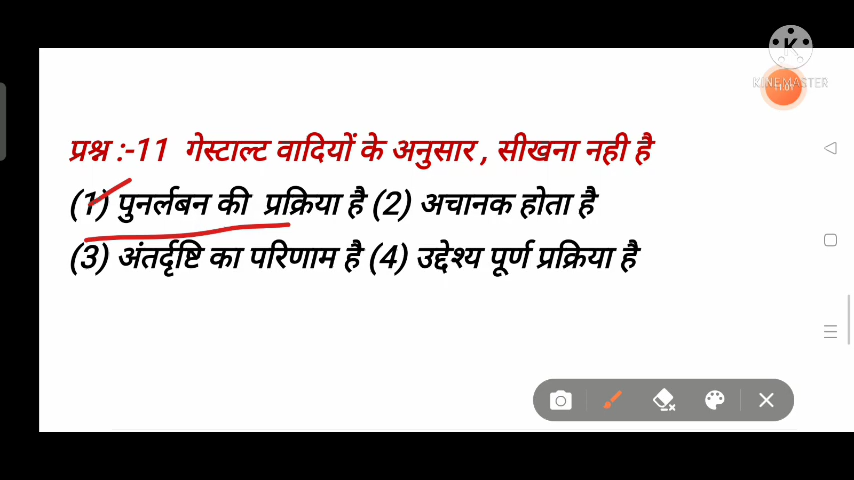 K
KINEMASTER
प्रश्न :-11 गेस्टाल्ट वादियों के अनुसार , सीखना नही है
(1) पुनर्लबन की प्रक्रिया है (2) अचानक होता है
(3) अंतर्दृष्टि का परिणाम है (4) उद्देश्य पूर्ण प्रक्रिया है